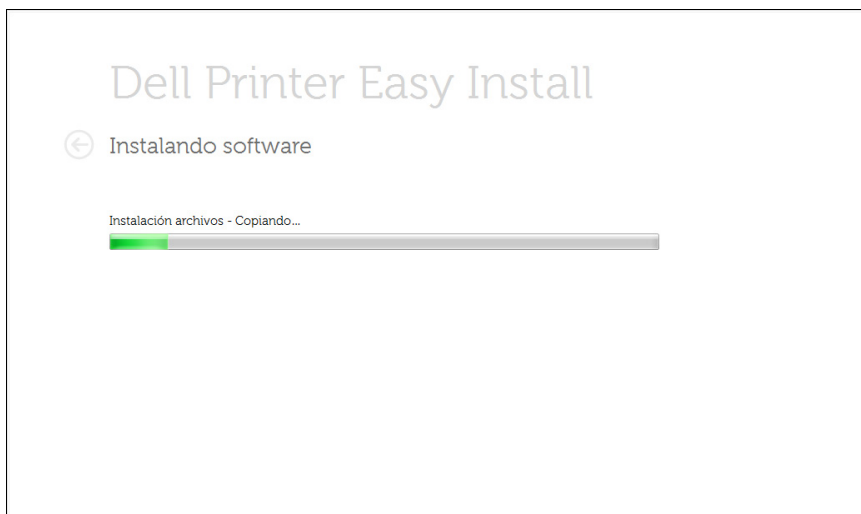 Dell Printer Easy Install
Instalando software
Instalación archivos - Copiando...